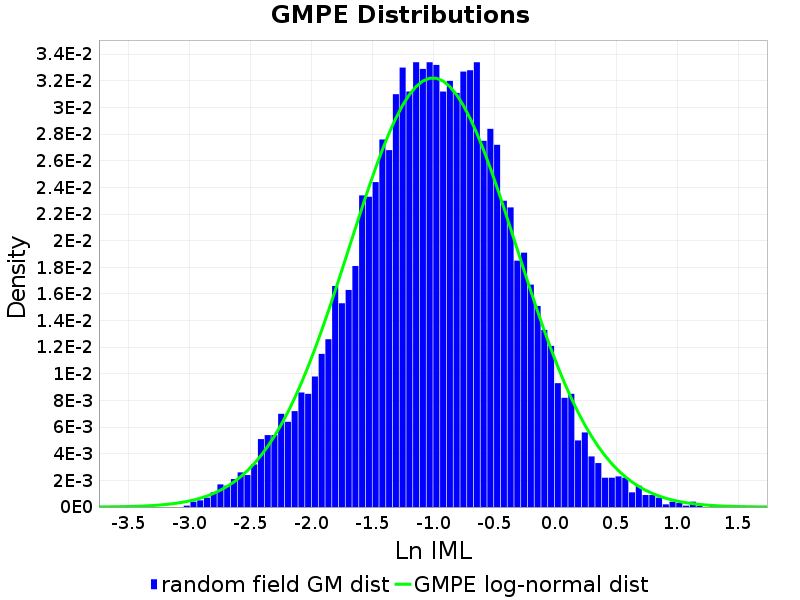 GMPE Distributions
3.4E-2
3.2E-2
3E-2
2.8E-2
2.6E-2
2.4E-2
2.2E-2
2E-2
1.8E-2
1.6E-2
1.4E-2
1.2E-2
1E-2
8E-3
6E-3
4E-3
2E-3
0E0
Density
-3.5 -3.0 -2.5 -2.0 -1.5 -1.0 -0.5 0.0 0.5 1.0 1.5
Ln IML
random field GM dist GMPE log-normal dist